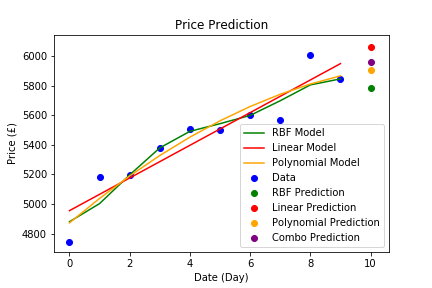 Price Prediction
6000
5800
5600
5400
5200
5000
4800
Price (£)
0
2
4
6
8
10
Date (Day)
RBF Model
Linear Model
Polynomial Model
Data
RBF Prediction
Linear Prediction
Polynomial Prediction
Combo Prediction